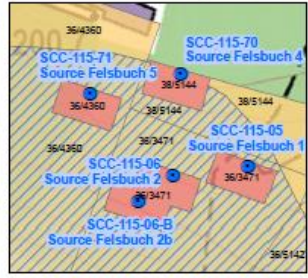 36/4360
200
SCC-115-70
Source Felsbuch 4
SCC-115-71
Source Felsbuch 5
36/4360
38/5144
38/5144
38/5144
36/4360
36/3471
SCC-115-05
Source Felsbuch 1
SCC-115-06
Source Felsbuch 2
36/3471
36/3471
SCC-115-06-B
Source Felsbuch 2b
36/5142